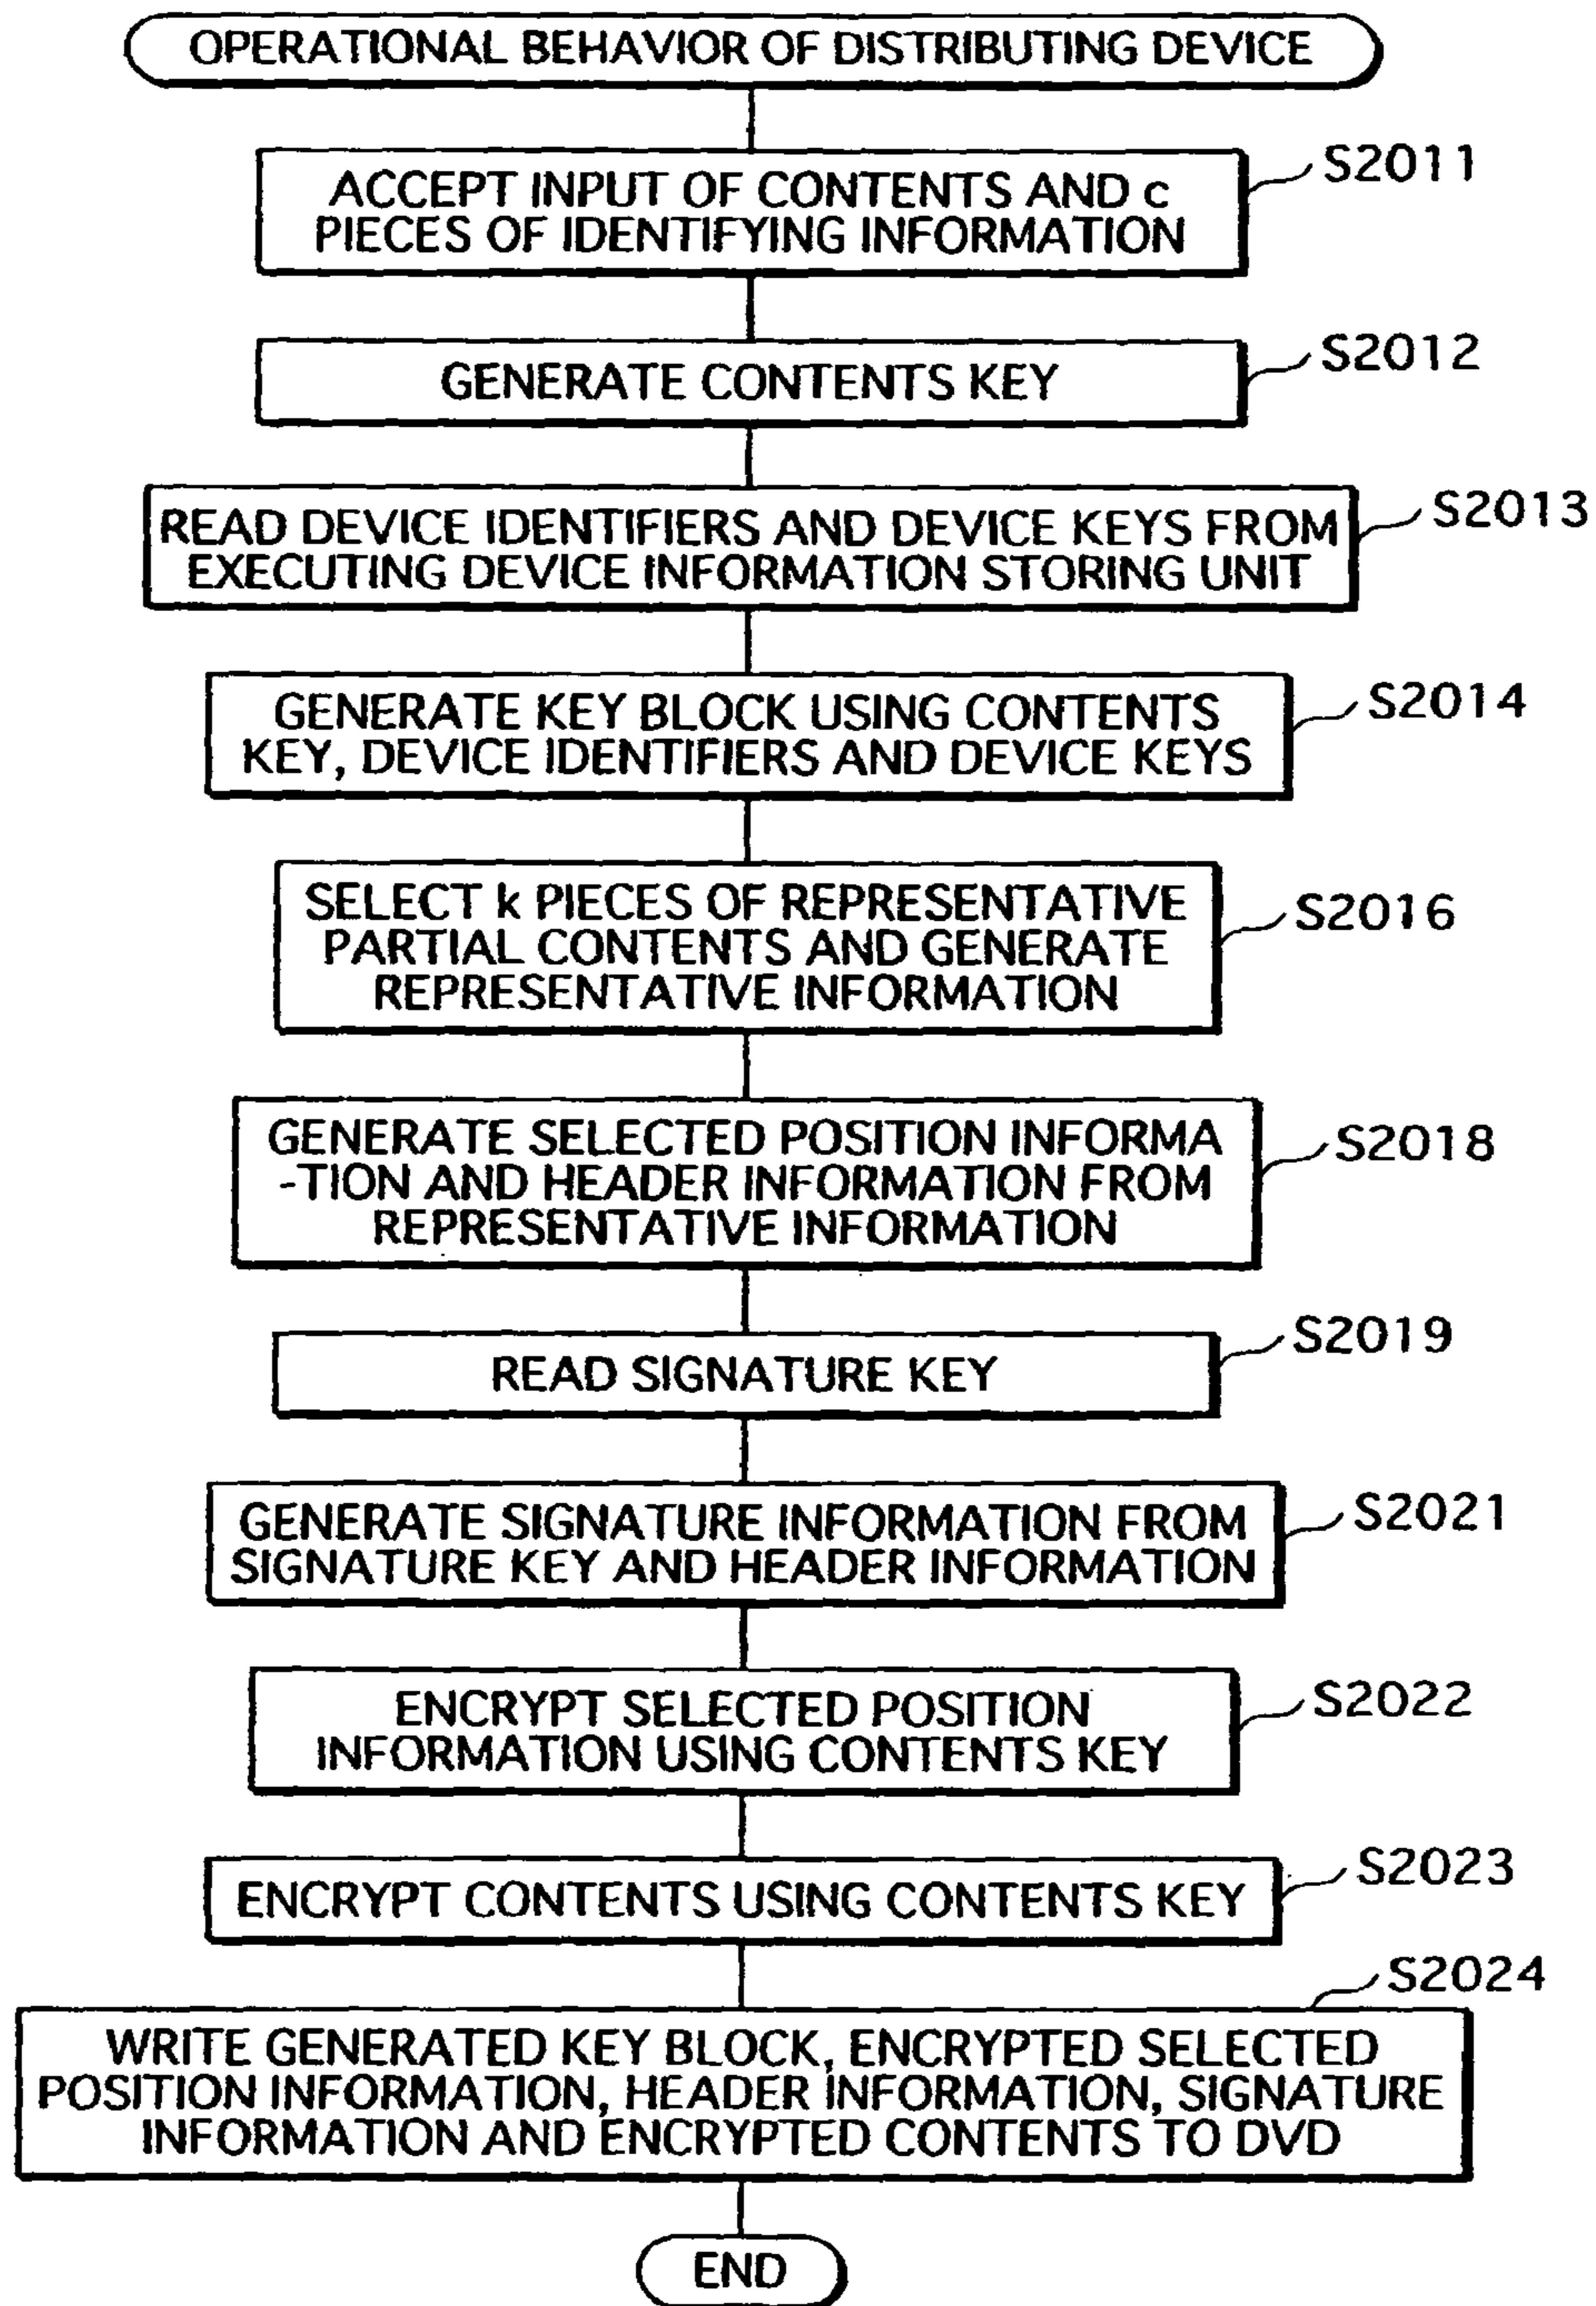 OPERATIONAL BEHAVIOR OF DISTRIBUTING DEVICE
S2011
ACCEPT INPUT OF CONTENTS AND c
PIECES OF IDENTIFYING INFORMATION
S2012
GENERATE CONTENTS KEY
S2013
READ DEVICE IDENTIFIERS AND DEVICE KEYS FROM
EXECUTING DEVICE INFORMATION STORING UNIT
S2014
GENERATE KEY BLOCK USING CONTENTS
KEY, DEVICE IDENTIFIERS AND DEVICE KEYS
S2016
SELECT k PIECES OF REPRESENTATIVE
PARTIAL CONTENTS AND GENERATE
REPRESENTATIVE INFORMATION
S2018
GENERATE SELECTED POSITION INFORMA
-TION AND HEADER INFORMATION FROM
REPRESENTATIVE INFORMATION
S2019
READ SIGNATURE KEY
S2021
GENERATE SIGNATURE INFORMATION FROM
SIGNATURE KEY AND HEADER INFORMATION
S2022
ENCRYPT SELECTED POSITION
INFORMATION USING CONTENTS KEY
S2023
ENCRYPT CONTENTS USING CONTENTS KEY
S2024
WRITE GENERATED KEY BLOCK, ENCRYPTED SELECTED
POSITION INFORMATION, HEADER INFORMATION, SIGNATURE
INFORMATION AND ENCRYPTED CONTENTS TO DVD
END